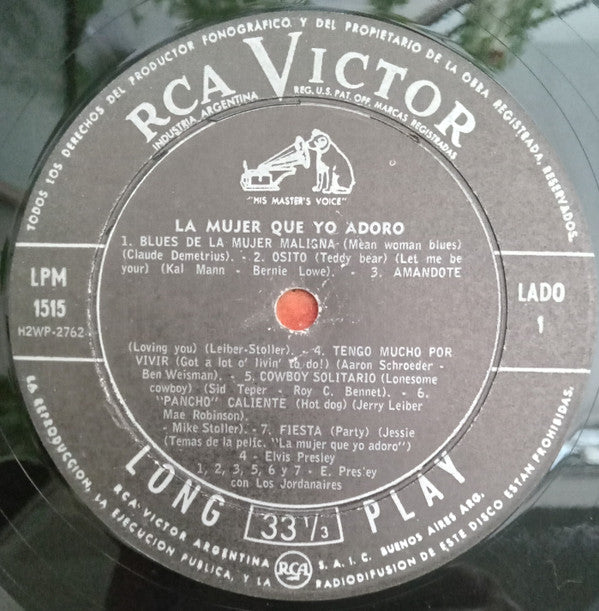 TODOS LOS DERECHOS DEL PRODUCTOR FONOGRÁFICO Y DEL PROPIETARIO DE LA OBRA REGISTRADA, RESERVADOS.
RCA VICTOR
INDUSTRIA ARGENTINA
REG. U.S. PAT. OFF. MARCAS REGISTRADAS
"HIS MASTER'S VOICE"
LA MUJER QUE YO ADORO
1. BLUES DE LA MUJER MALIGNA (Mean woman blues)
(Claude Demetrius). - 2. OSITO (Teddy bear) (Let me be
your) (Kal Mann - Bernie Lowe). - 3. AMANDOTE
LPM
1515
H2WP-2762
LADO
1
(Loving you) (Leiber-Stoller). - 4. TENGO MUCHO POR
VIVIR (Got a lot o' livin' to do!) (Aaron Schroeder -
Ben Weisman). - 5. COWBOY SOLITARIO (Lonesome
cowboy) (Sid Teper - Roy C. Bennet). - 6.
"PANCHO" CALIENTE (Hot dog) (Jerry Leiber
Mae Robinson).
- Mike Stoller). - 7. FIESTA (Party) (Jessie
(Temas de la pelíc. "La mujer que yo adoro")
4 - Elvis Presley
1, 2, 3, 5, 6 y 7 - E. Presley
con Los Jordanaires
LONG 33 1/3 PLAY
RCA VICTOR ARGENTINA S. A. I. C. BUENOS AIRES ARG.
RCA
LA REPRODUCCION, LA EJECUCION PUBLICA, Y LA RADIODIFUSION DE ESTE DISCO ESTAN PROHIBIDAS.